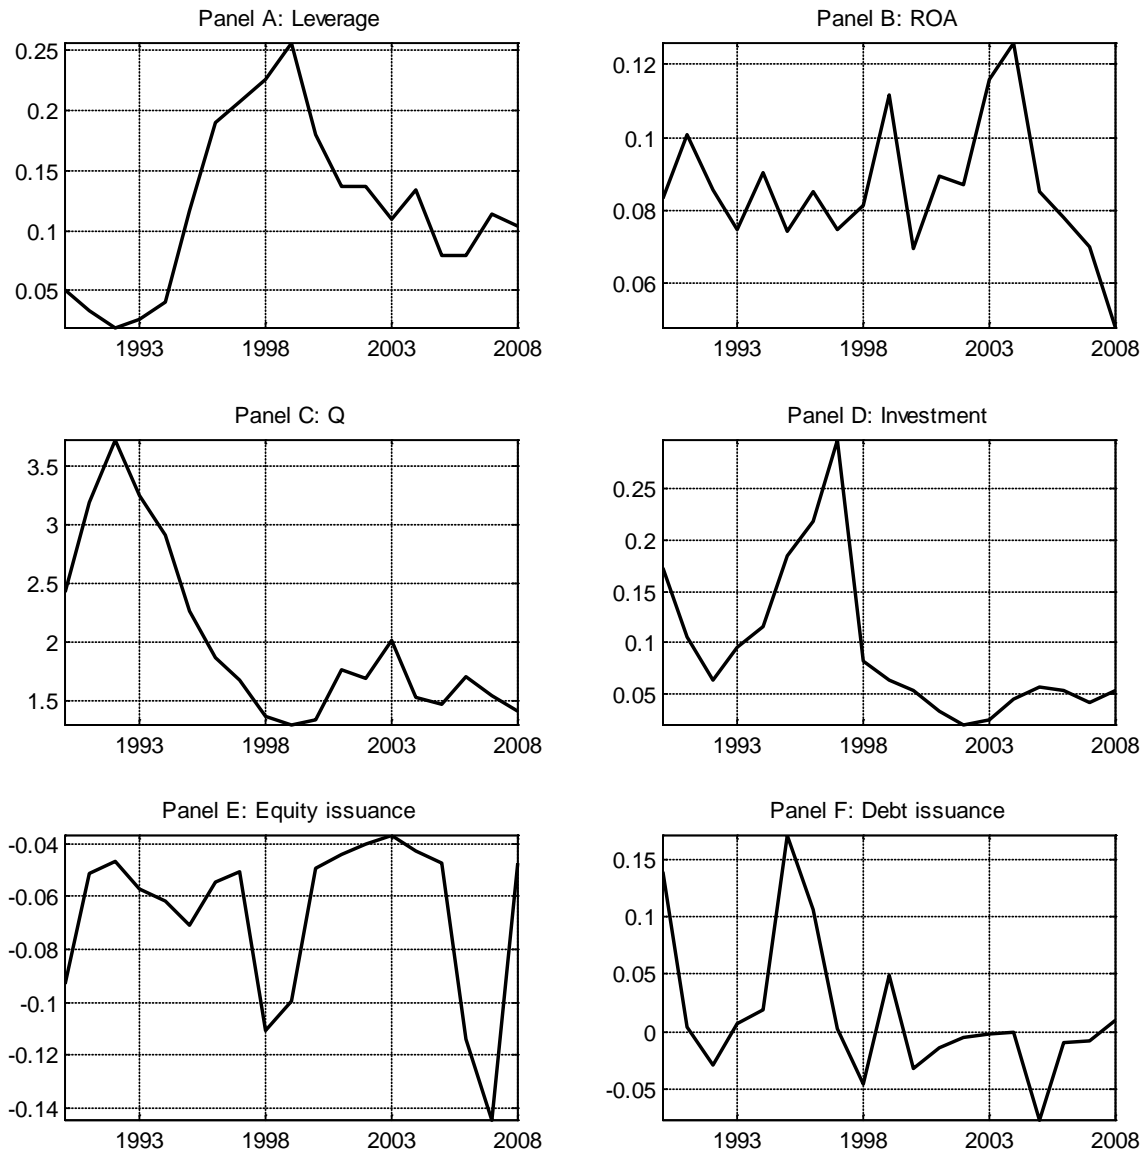 Panel A: Leverage
0.25
0.2
0.15
0.1
0.05
1993 1998 2003 2008
Panel B: ROA
0.12
0.1
0.08
0.06
1993 1998 2003 2008
Panel C: Q
3.5
3
2.5
2
1.5
1993 1998 2003 2008
Panel D: Investment
0.25
0.2
0.15
0.1
0.05
1993 1998 2003 2008
Panel E: Equity issuance
-0.04
-0.06
-0.08
-0.1
-0.12
-0.14
1993 1998 2003 2008
Panel F: Debt issuance
0.15
0.1
0.05
0
-0.05
1993 1998 2003 2008